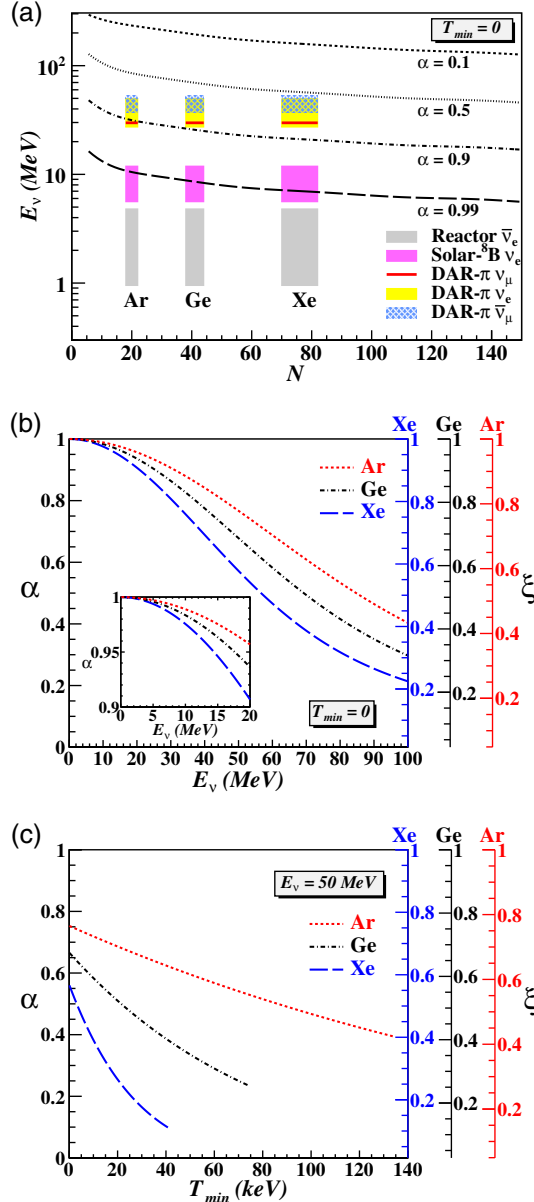 (a)
T_min = 0
10²
10
1
E_ν (MeV)
α = 0.1
α = 0.5
α = 0.9
α = 0.99
Reactor ν̄_e
Solar-⁸B ν_e
DAR-π ν_μ
DAR-π ν_e
DAR-π ν̄_μ
Ar Ge Xe
0 20 40 60 80 100 120 140
N
(b)
Xe Ge Ar
1 0.8 0.6 0.4 0.2 0
α
Ar
Ge
Xe
1 0.95 0.9
α
0 5 10 15 20
E_ν (MeV)
T_min = 0
0 10 20 30 40 50 60 70 80 90 100
E_ν (MeV)
1 0.8 0.6 0.4 0.2
1 0.8 0.6 0.4 0.2
1 0.8 0.6 0.4 0.2
ξ
(c)
Xe Ge Ar
1 0.8 0.6 0.4 0.2 0
α
E_ν = 50 MeV
Ar
Ge
Xe
0 20 40 60 80 100 120 140
T_min (keV)
1 0.8 0.6 0.4 0.2
1 0.8 0.6 0.4 0.2
1 0.8 0.6 0.4 0.2
ξ